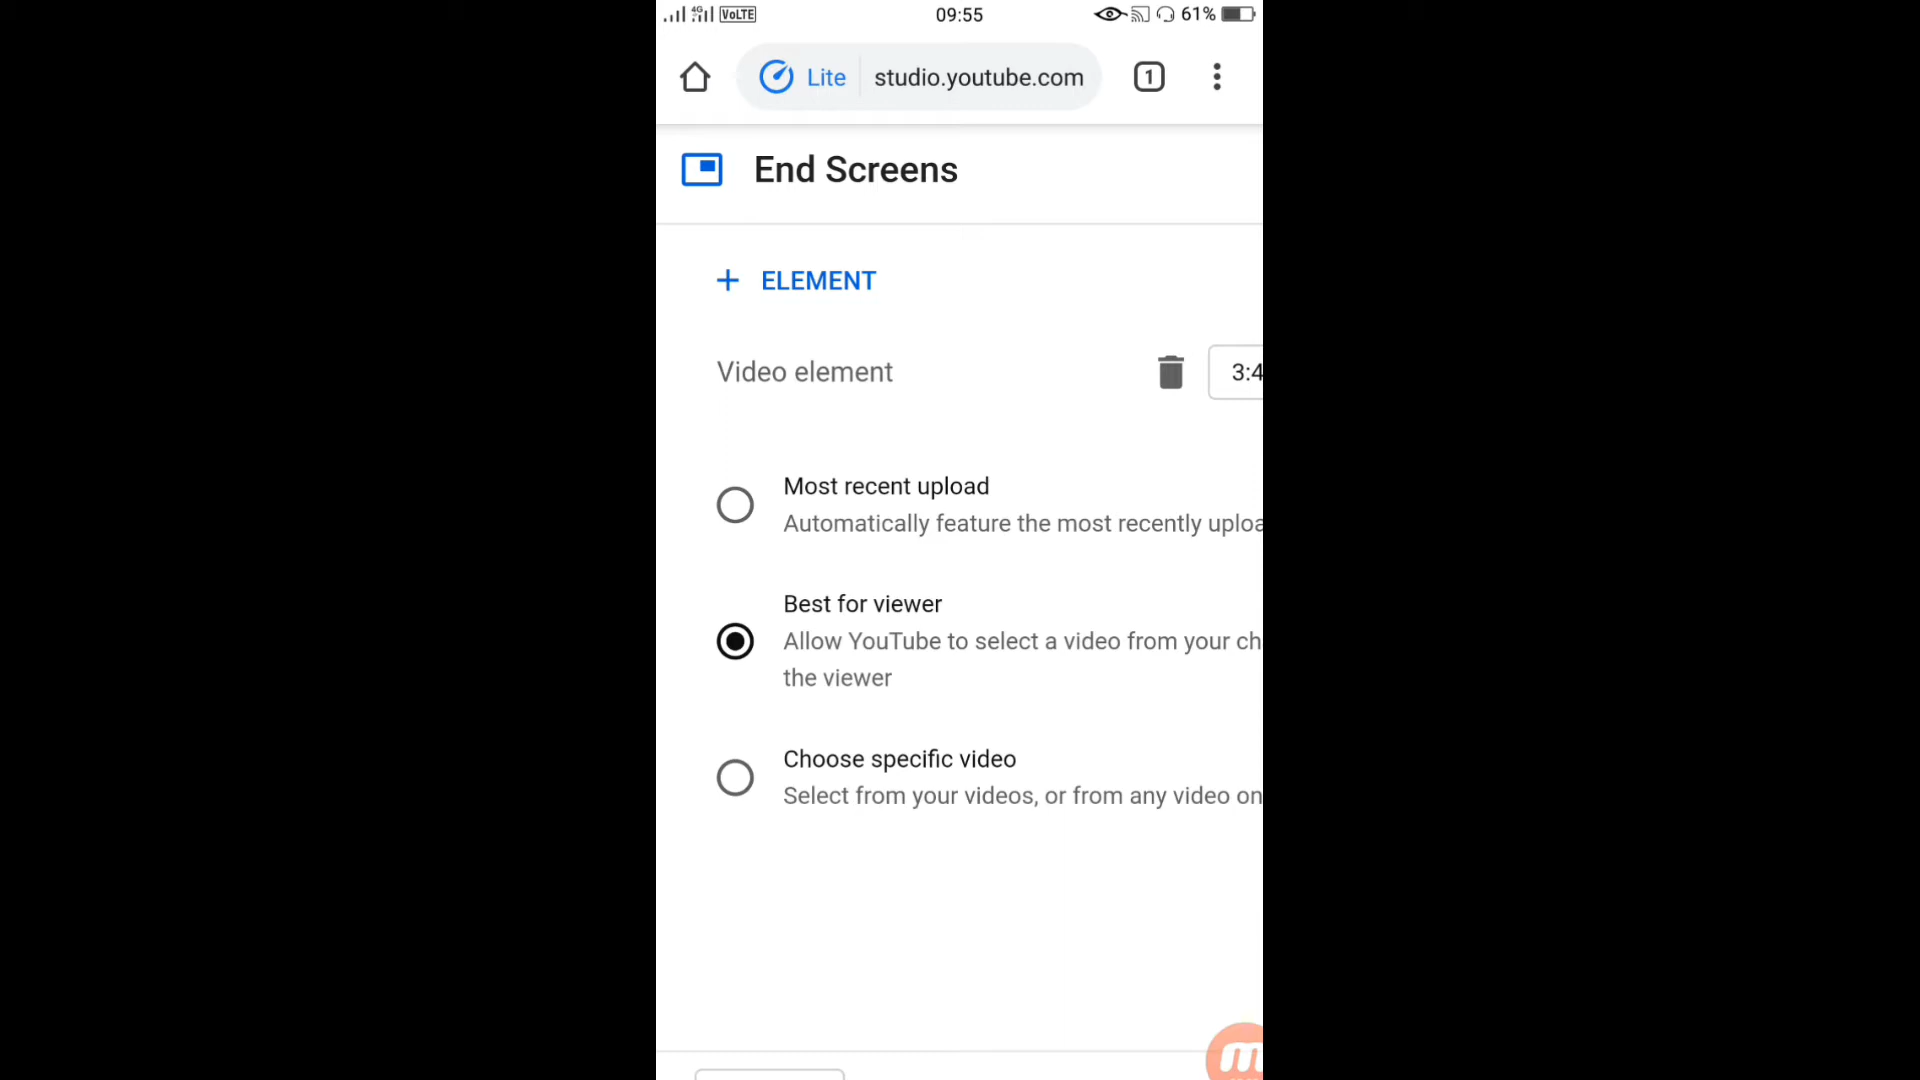 4G VoLTE 09:55 61%
Lite studio.youtube.com 1
End Screens
+ ELEMENT
Video element 3:4
Most recent upload
Automatically feature the most recently uploa
Best for viewer
Allow YouTube to select a video from your ch
the viewer
Choose specific video
Select from your videos, or from any video on